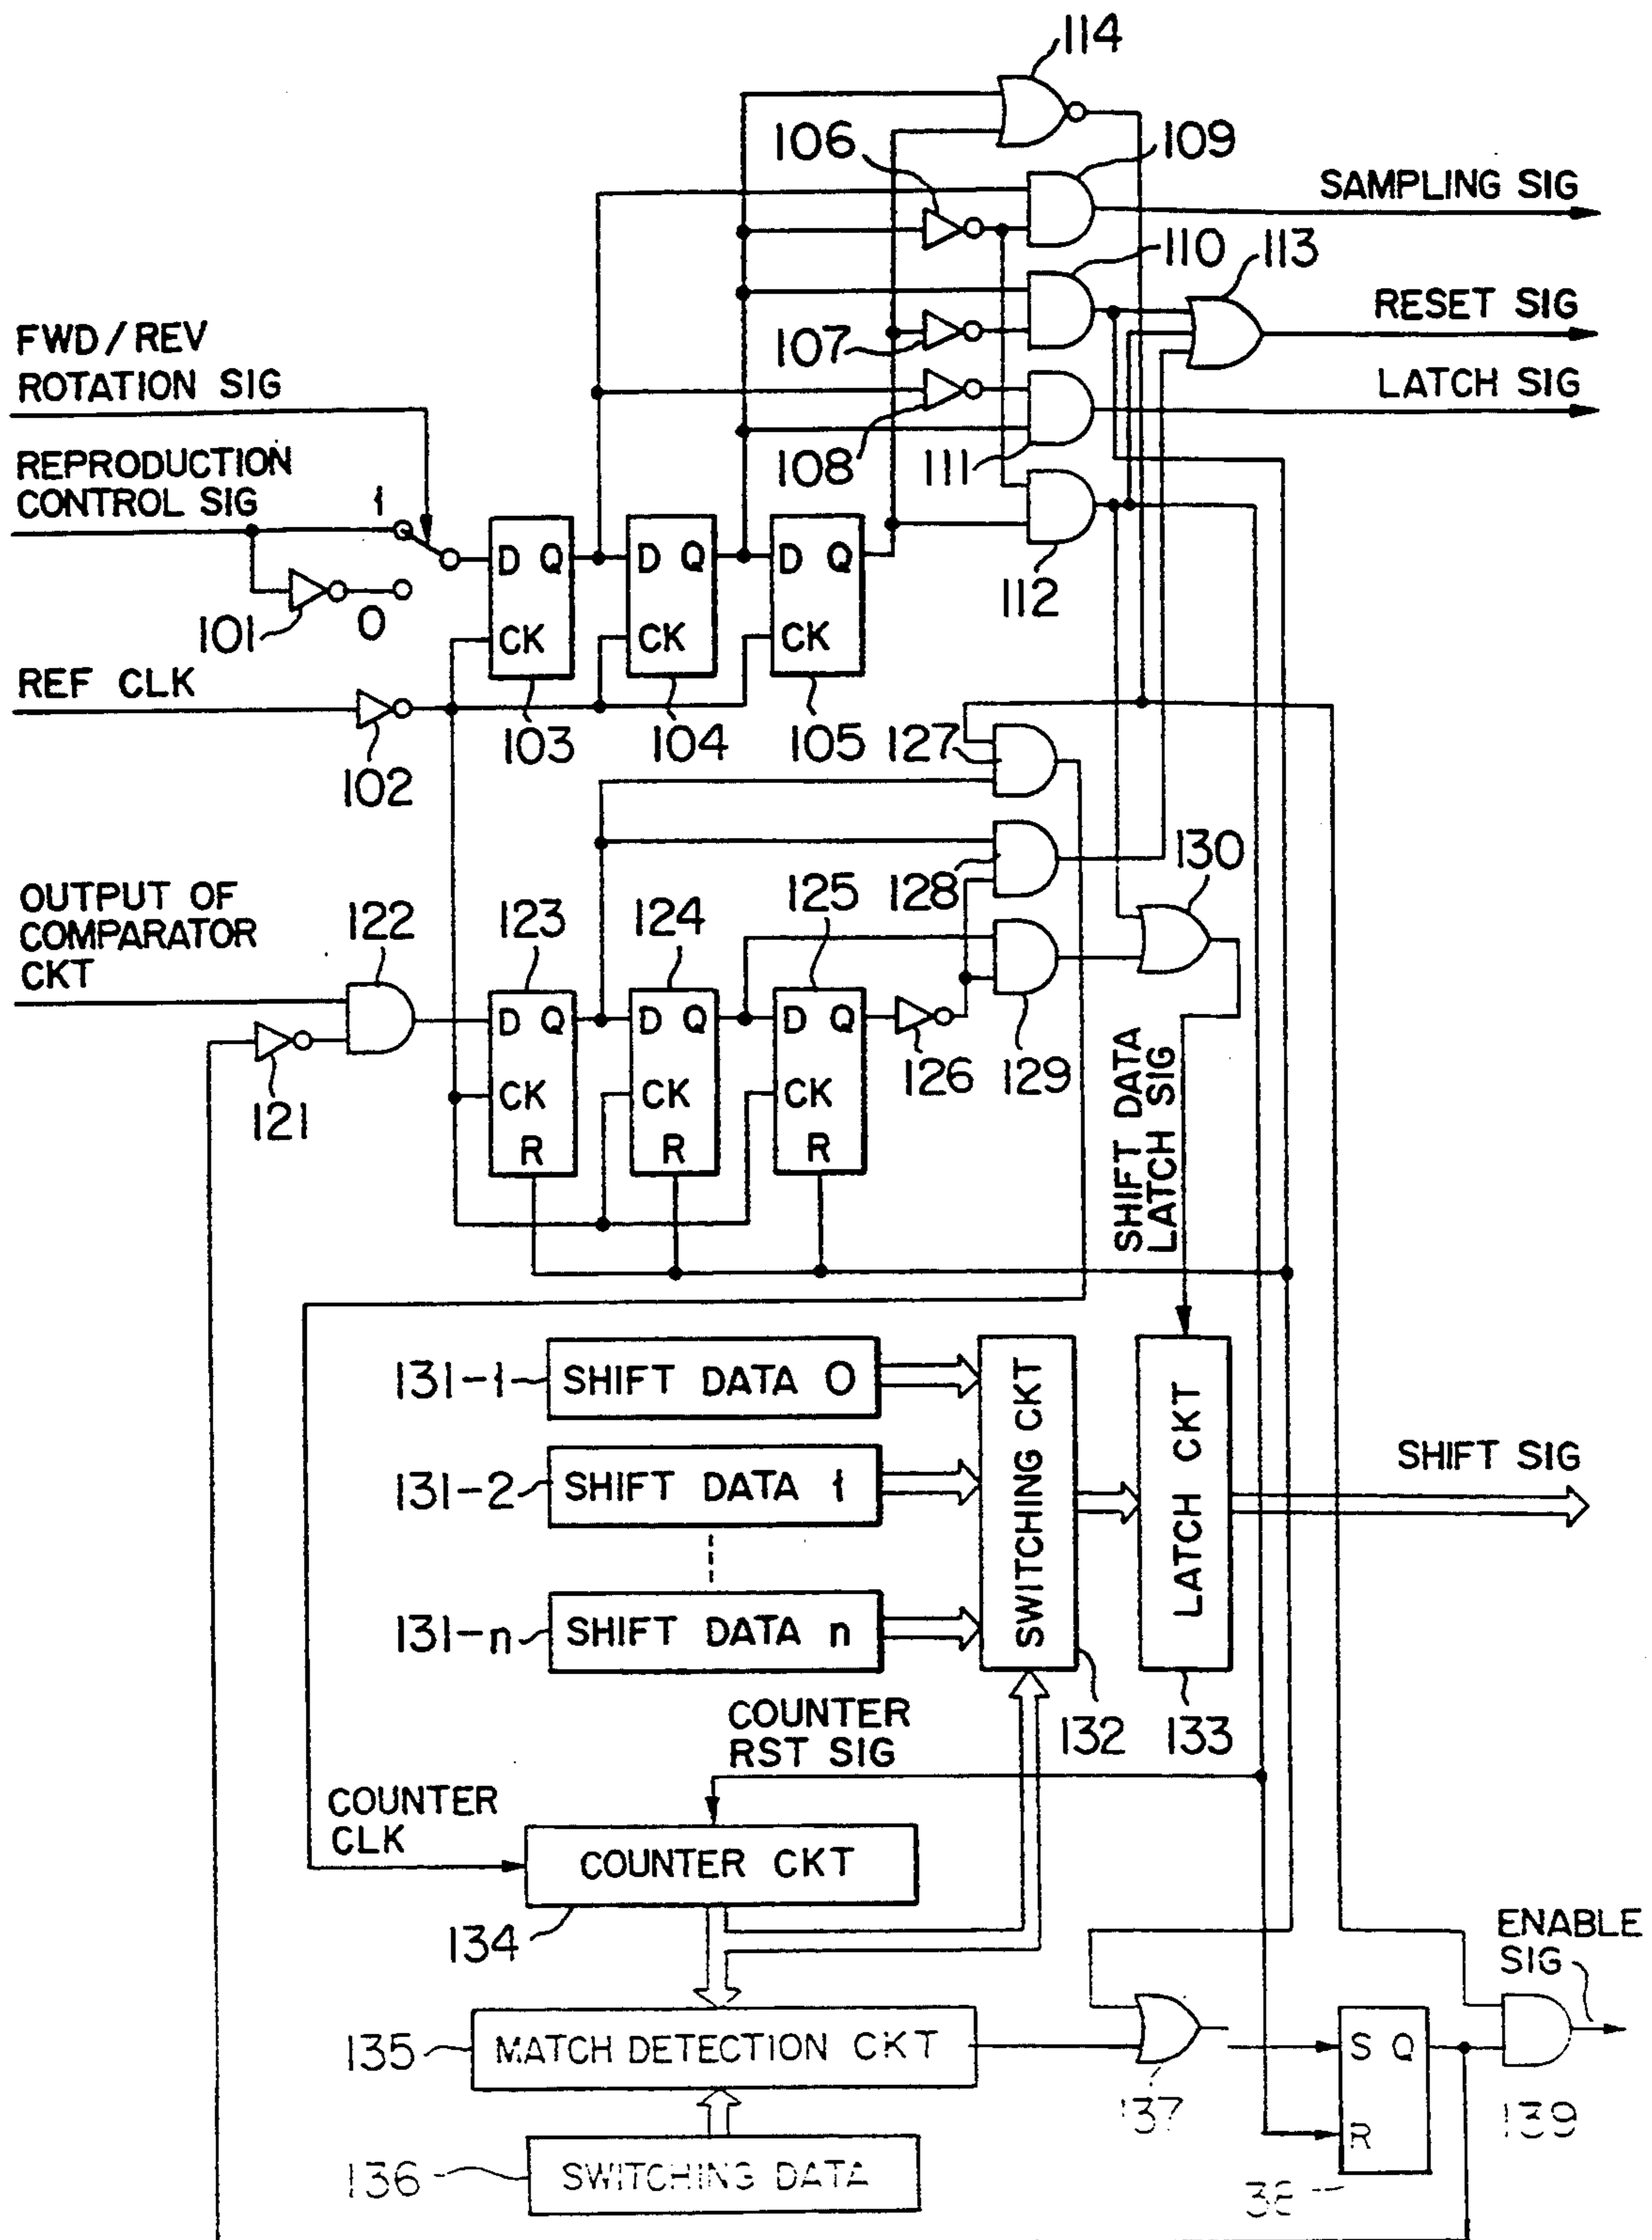 114
106
109
SAMPLING SIG
110
113
RESET SIG
107
FWD/REV
ROTATION SIG
LATCH SIG
REPRODUCTION
CONTROL SIG
1
108
111
D Q
D Q
D Q
112
101
0
CK
CK
CK
REF CLK
102
103
104
105
127
130
128
OUTPUT OF
COMPARATOR
CKT
122
123
124
125
D Q
D Q
D Q
126
129
121
CK
CK
CK
R
R
R
SHIFT DATA
LATCH SIG
131-1
SHIFT DATA 0
131-2
SHIFT DATA 1
131-n
SHIFT DATA n
SWITCHING CKT
LATCH CKT
SHIFT SIG
132
133
COUNTER
RST SIG
COUNTER
CLK
COUNTER CKT
134
ENABLE
SIG
135
MATCH DETECTION CKT
137
S Q
R
139
136
SWITCHING DATA
38